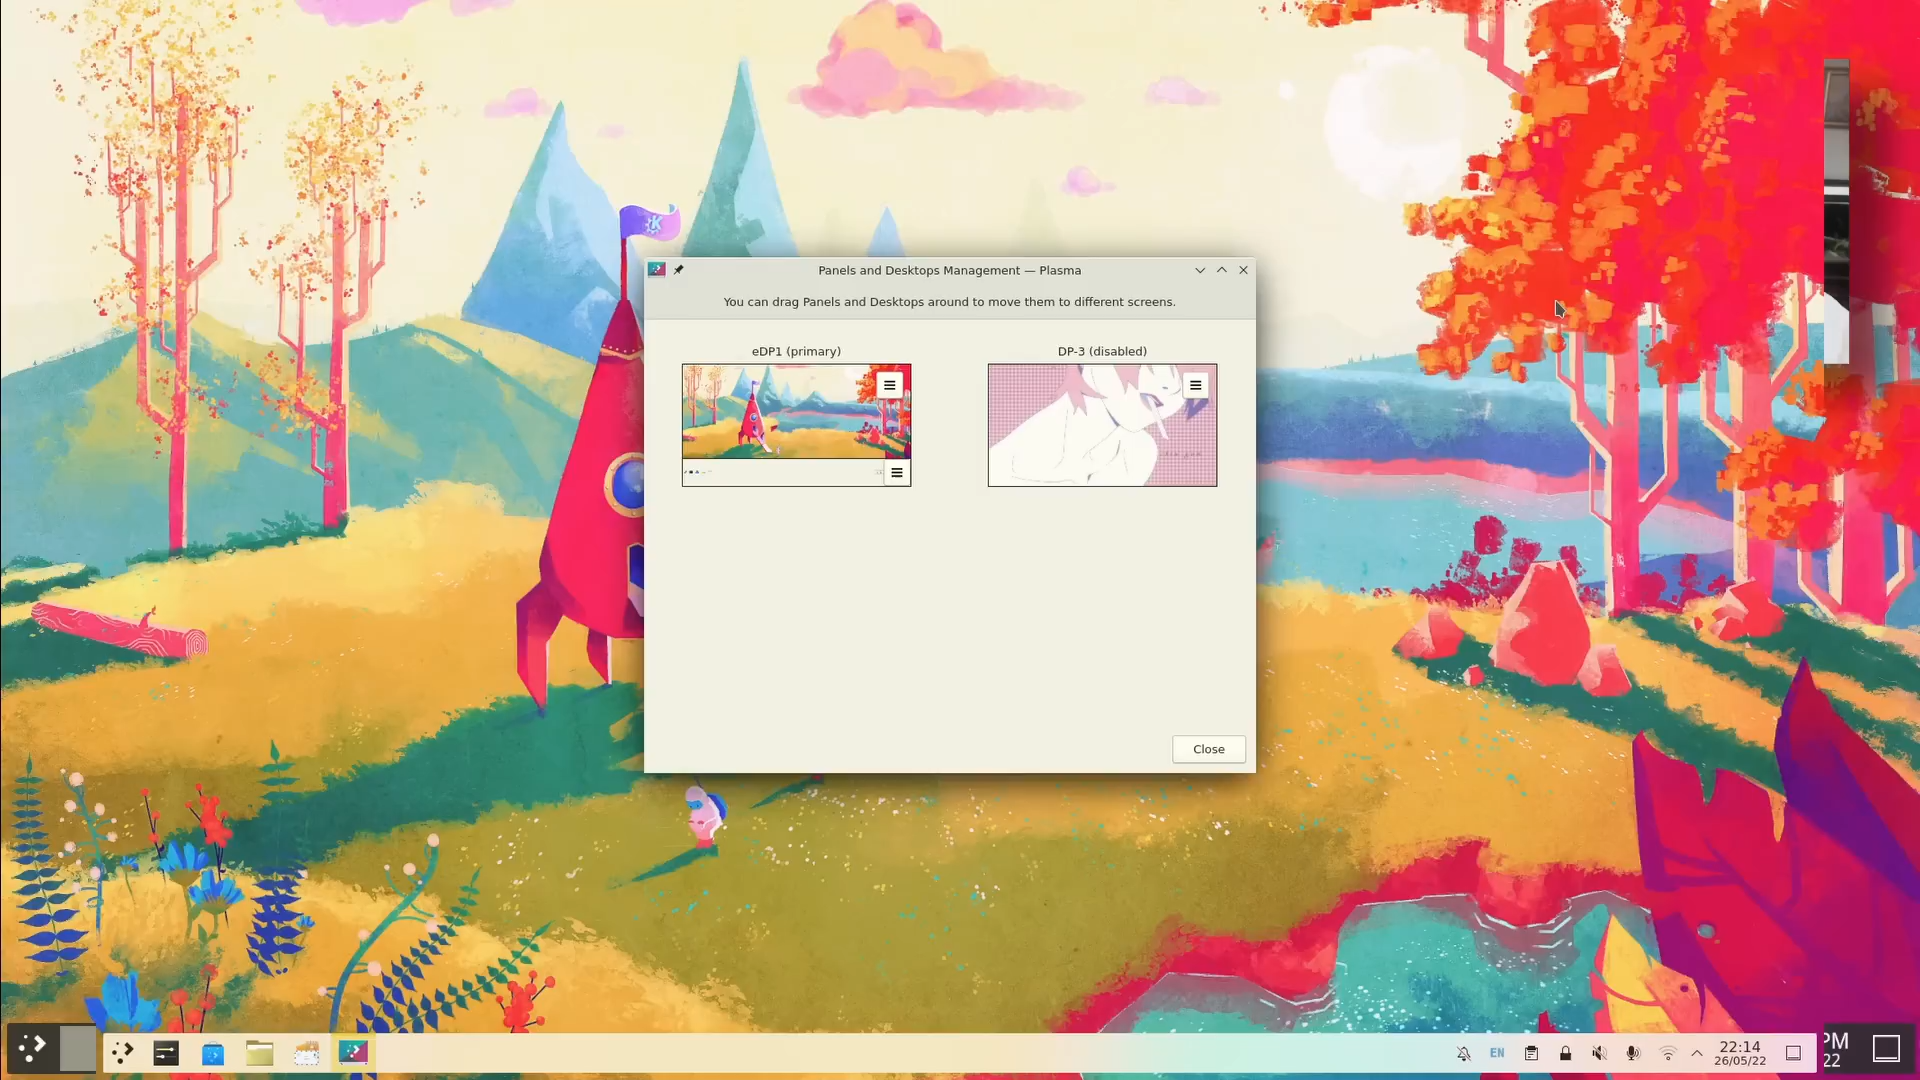 Panels and Desktops Management — Plasma
You can drag Panels and Desktops around to move them to different screens.
eDP1 (primary)
DP-3 (disabled)
Close
EN
22:14
26/05/22
PM
22